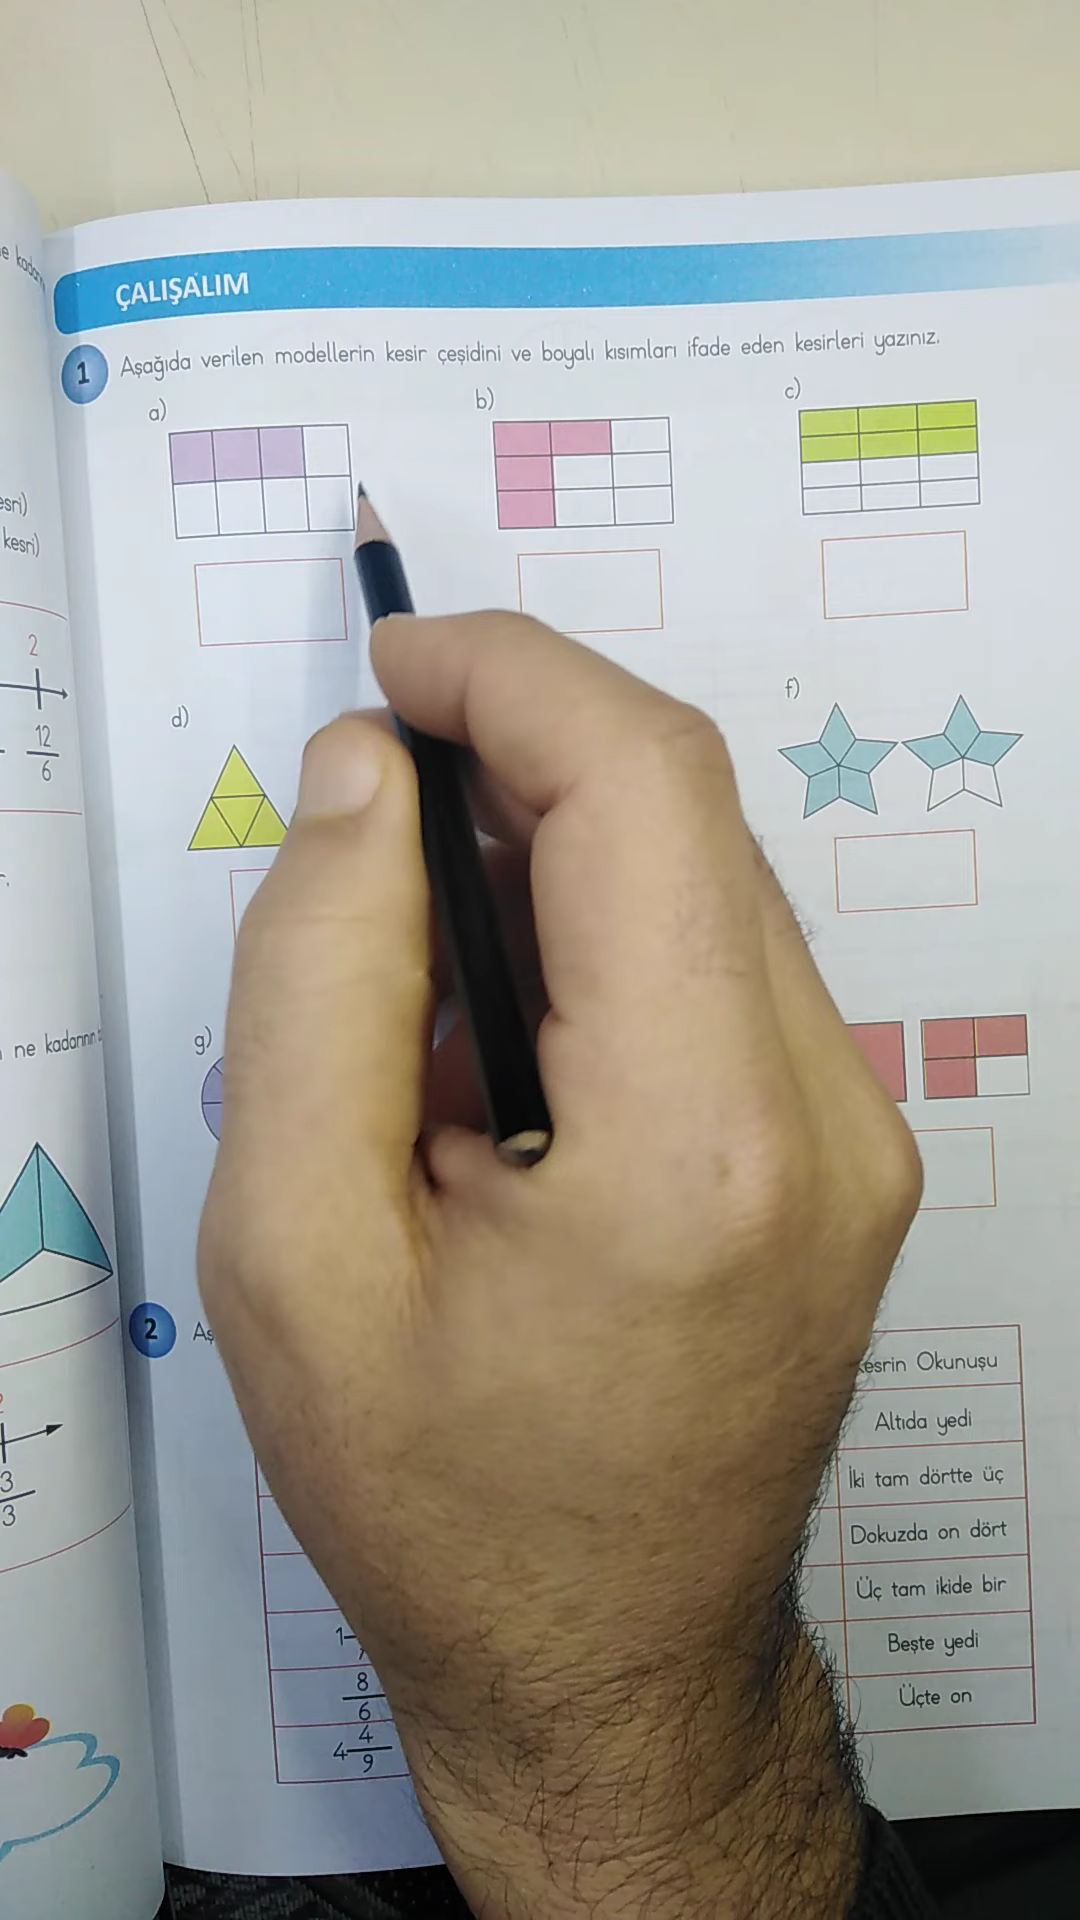 ÇALIŞALIM
1 Aşağıda verilen modellerin kesir çeşidini ve boyalı kısımları ifade eden kesirleri yazınız.
a) b) c)
d) f)
g)
2
Altıda yedi
İki tam dörtte üç
Dokuzda on dört
Üç tam ikide bir
Beşte yedi
Üçte on
Okunuşu
8
6
4 4
9
kesri)
2
12
6
ne kadarının
3
3